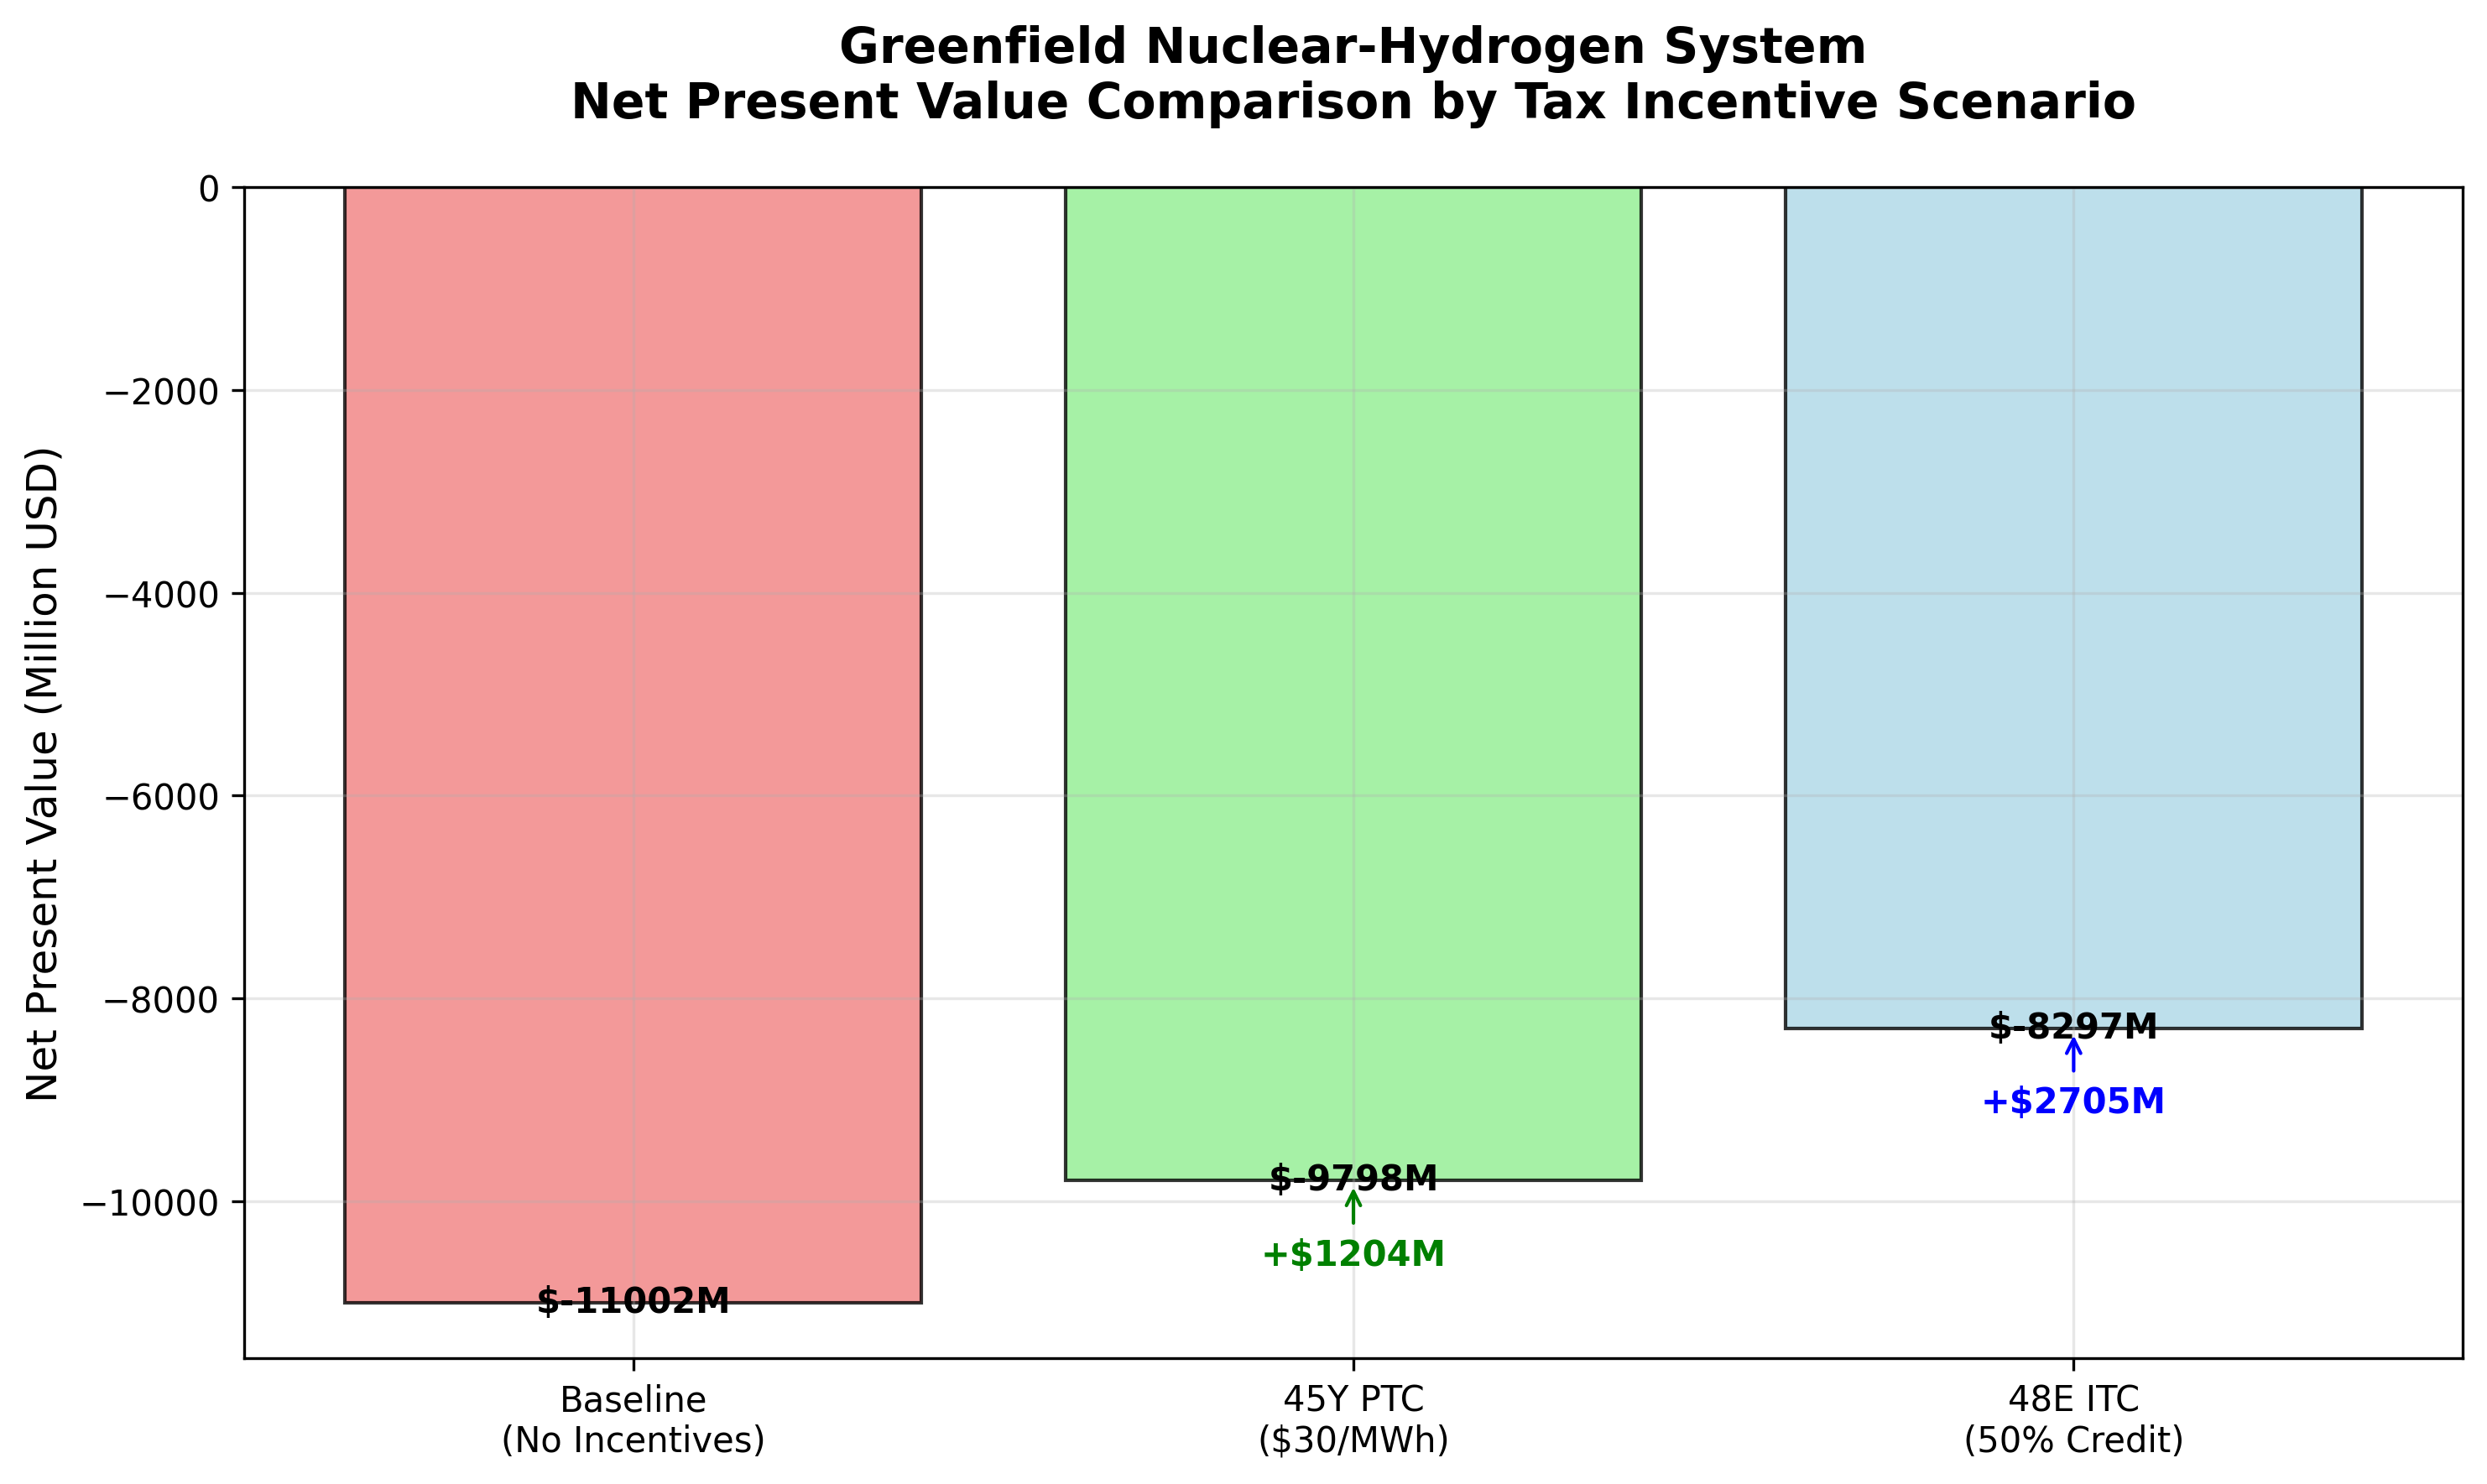 Greenfield Nuclear-Hydrogen System
Net Present Value Comparison by Tax Incentive Scenario
Net Present Value (Million USD)
0
−2000
−4000
−6000
−8000
−10000
$-11002M
$-9798M
+$1204M
$-8297M
+$2705M
Baseline
(No Incentives)
45Y PTC
($30/MWh)
48E ITC
(50% Credit)